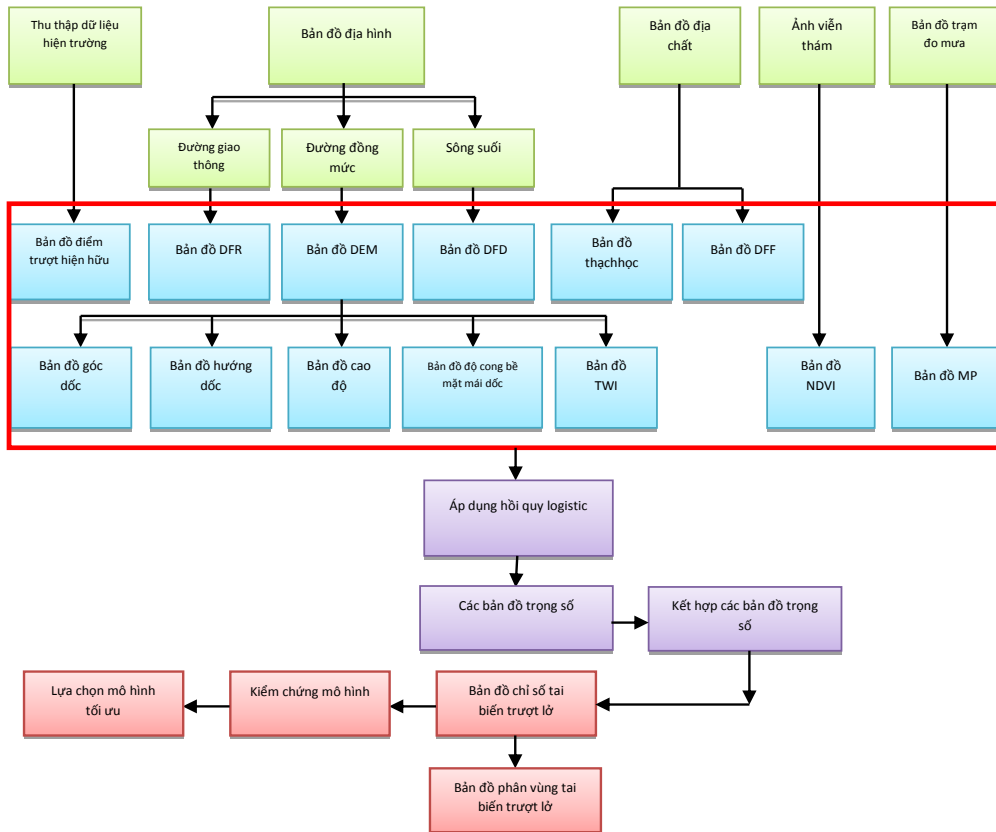 Thu thập dữ liệu
hiện trường
Bản đồ địa hình
Bản đồ địa
chất
Ảnh viễn
thám
Bản đồ trạm
đo mưa
Đường giao
thông
Đường đồng
mức
Sông suối
Bản đồ điểm
trượt hiện hữu
Bản đồ DFR
Bản đồ DEM
Bản đồ DFD
Bản đồ
thạchhọc
Bản đồ DFF
Bản đồ góc
dốc
Bản đồ hướng
dốc
Bản đồ cao
độ
Bản đồ độ cong bề
mặt mái dốc
Bản đồ
TWI
Bản đồ
NDVI
Bản đồ MP
Áp dụng hồi quy logistic
Các bản đồ trọng số
Kết hợp các bản đồ trọng
số
Lựa chọn mô hình
tối ưu
Kiểm chứng mô hình
Bản đồ chỉ số tai
biến trượt lở
Bản đồ phân vùng tai
biến trượt lở